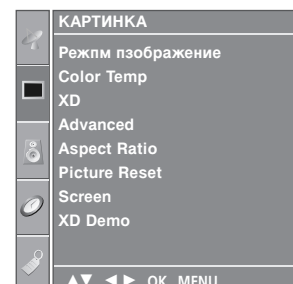 КАРТИНКА
Режпм пзображение
Color Temp
XD
Advanced
Aspect Ratio
Picture Reset
Screen
XD Demo
▲▼ ◄► OK MENU